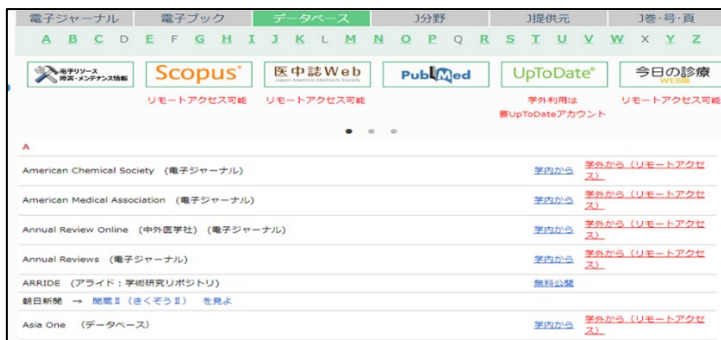 電子ジャーナル 電子ブック データベース J分野 J提供元 J巻・号・頁
A B C D E F G H I J K L M N O P Q R S T U V W X Y Z
電子リソース
障害・メンテナンス情報
Scopus®
医中誌Web
PubMed
UpToDate®
今日の診療
WEB版
リモートアクセス可能 リモートアクセス可能 学外利用は リモートアクセス可能
要UpToDateアカウント
A
American Chemical Society (電子ジャーナル) 学内から 学外から(リモートアクセ
ス)
American Medical Association (電子ジャーナル) 学内から 学外から(リモートアクセ
ス)
Annual Review Online (中外医学社) (電子ジャーナル) 学内から 学外から(リモートアクセ
ス)
Annual Reviews (電子ジャーナル) 学内から 学外から(リモートアクセ
ス)
ARRIDE (アライド:学術研究リポジトリ) 無料公開
朝日新聞 → 聞蔵Ⅱ(きくぞうⅡ) を見よ
Asia One (データベース) 学内から 学外から(リモートアクセ
ス)